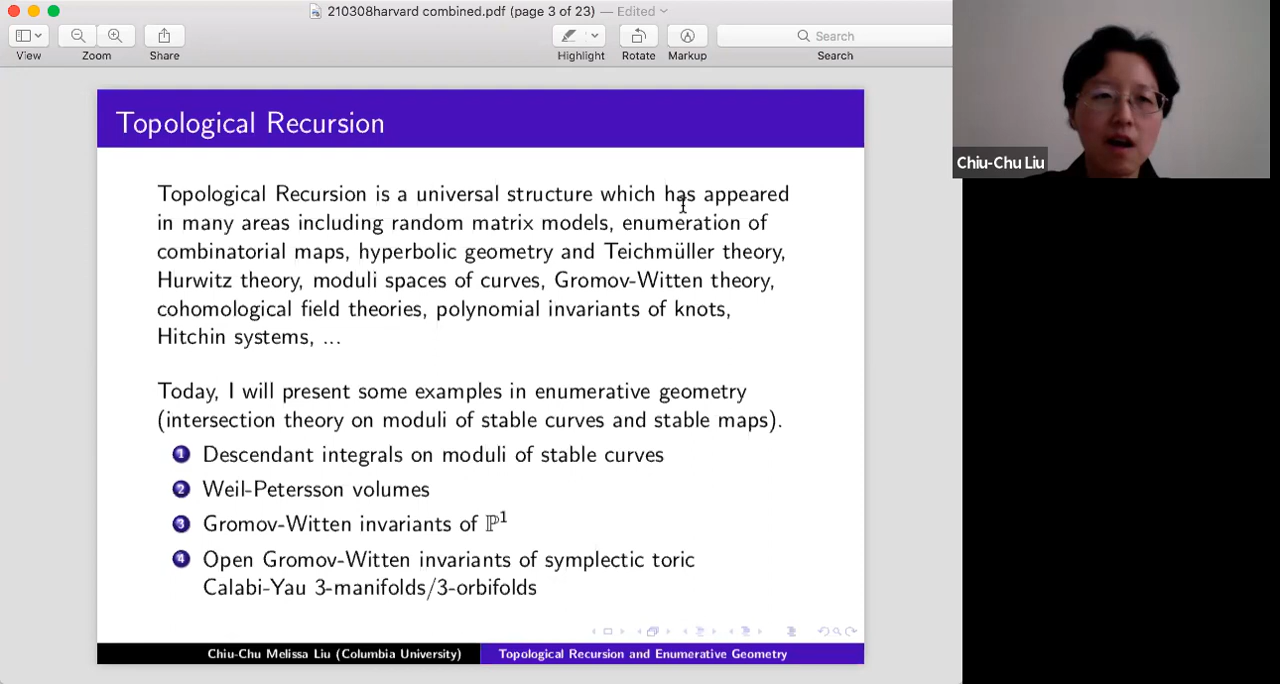 210308harvard combined.pdf (page 3 of 23) — Edited
View
Zoom
Share
Highlight
Rotate
Markup
Search
Search
Topological Recursion
Topological Recursion is a universal structure which has appeared
in many areas including random matrix models, enumeration of
combinatorial maps, hyperbolic geometry and Teichmüller theory,
Hurwitz theory, moduli spaces of curves, Gromov-Witten theory,
cohomological field theories, polynomial invariants of knots,
Hitchin systems, ...
Today, I will present some examples in enumerative geometry
(intersection theory on moduli of stable curves and stable maps).
1 Descendant integrals on moduli of stable curves
2 Weil-Petersson volumes
3 Gromov-Witten invariants of ℙ¹
4 Open Gromov-Witten invariants of symplectic toric
Calabi-Yau 3-manifolds/3-orbifolds
Chiu-Chu Melissa Liu (Columbia University)
Topological Recursion and Enumerative Geometry
Chiu-Chu Liu